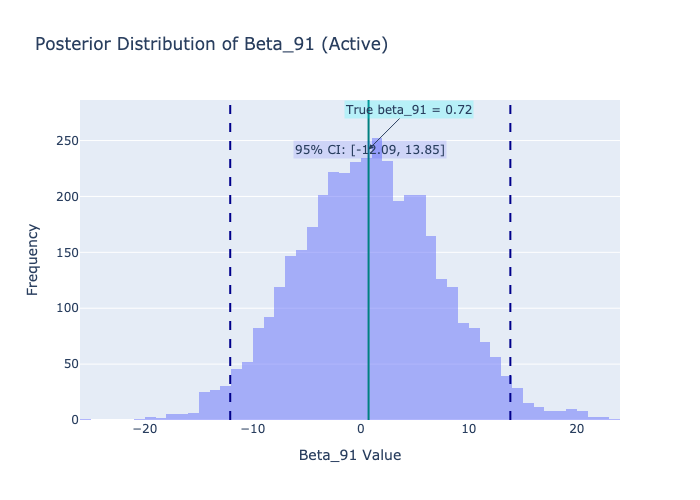 Posterior Distribution of Beta_91 (Active)
True beta_91 = 0.72
95% CI: [-12.09, 13.85]
250
200
150
100
50
0
Frequency
−20
−10
0
10
20
Beta_91 Value